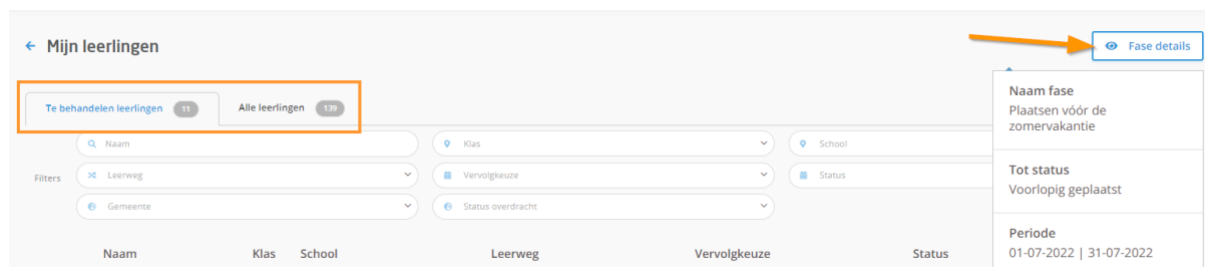 Mijn leerlingen
Fase details
Te behandelen leerlingen 11
Alle leerlingen 139
Naam fase
Plaatsen vóór de
zomervakantie
Naam
Klas
School
Filters
Leerweg
Vervolgkeuze
Status
Tot status
Voorlopig geplaatst
Gemeente
Status overdracht
Periode
01-07-2022 | 31-07-2022
Naam Klas School Leerweg Vervolgkeuze Status